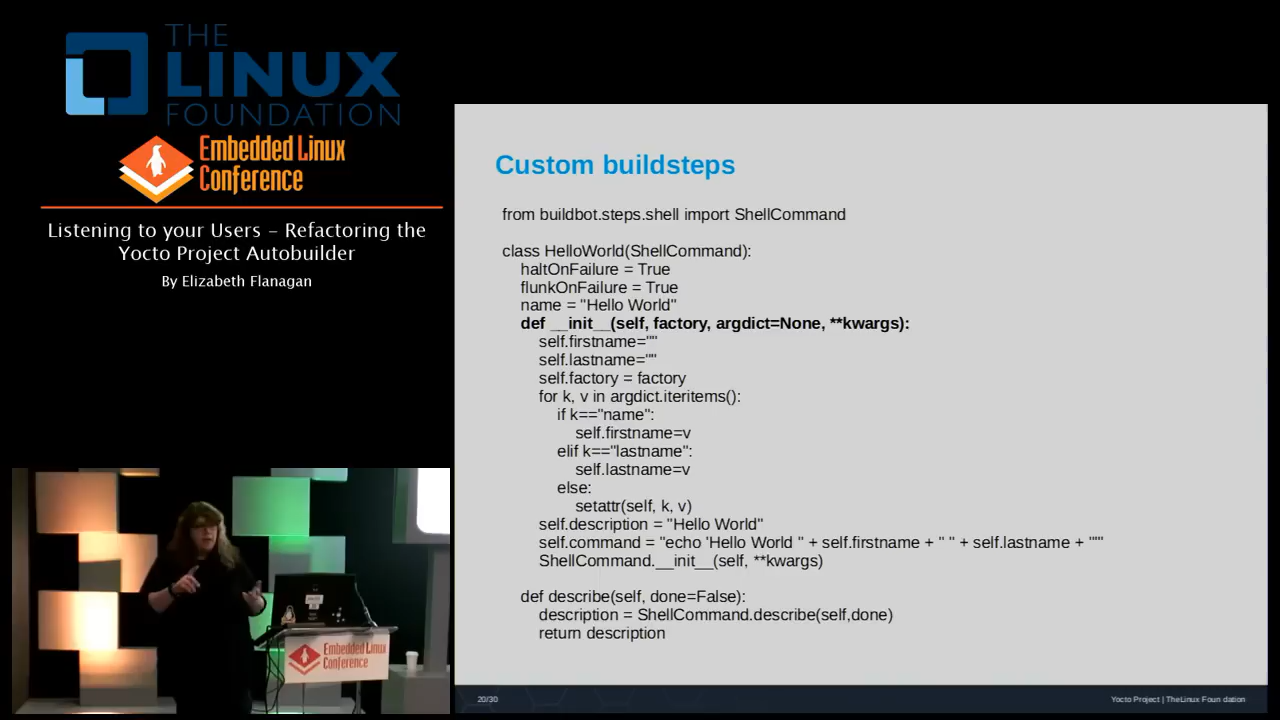 THE
LINUX
FOUNDATION
Embedded Linux
Conference
Listening to your Users – Refactoring the
Yocto Project Autobuilder
By Elizabeth Flanagan
Custom buildsteps
from buildbot.steps.shell import ShellCommand
class HelloWorld(ShellCommand):
haltOnFailure = True
flunkOnFailure = True
name = "Hello World"
def __init__(self, factory, argdict=None, **kwargs):
self.firstname=""
self.lastname=""
self.factory = factory
for k, v in argdict.iteritems():
if k=="name":
self.firstname=v
elif k=="lastname":
self.lastname=v
else:
setattr(self, k, v)
self.description = "Hello World"
self.command = "echo 'Hello World " + self.firstname + " " + self.lastname + "'"
ShellCommand.__init__(self, **kwargs)
def describe(self, done=False):
description = ShellCommand.describe(self,done)
return description
20/30
Yocto Project | TheLinux Foun dation
Embedded Linux
Conference